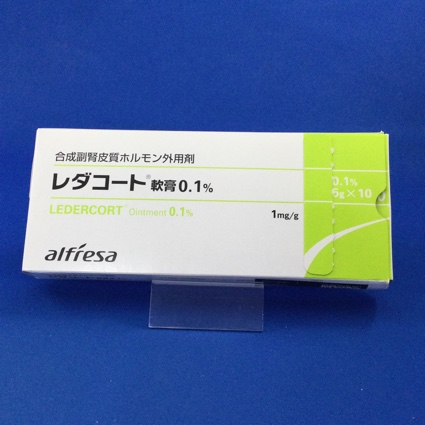 合成副腎皮質ホルモン外用剤
レダコート®軟膏0.1%
LEDERCORT® Ointment 0.1%
1mg/g
0.1%
5g×10
alfresa